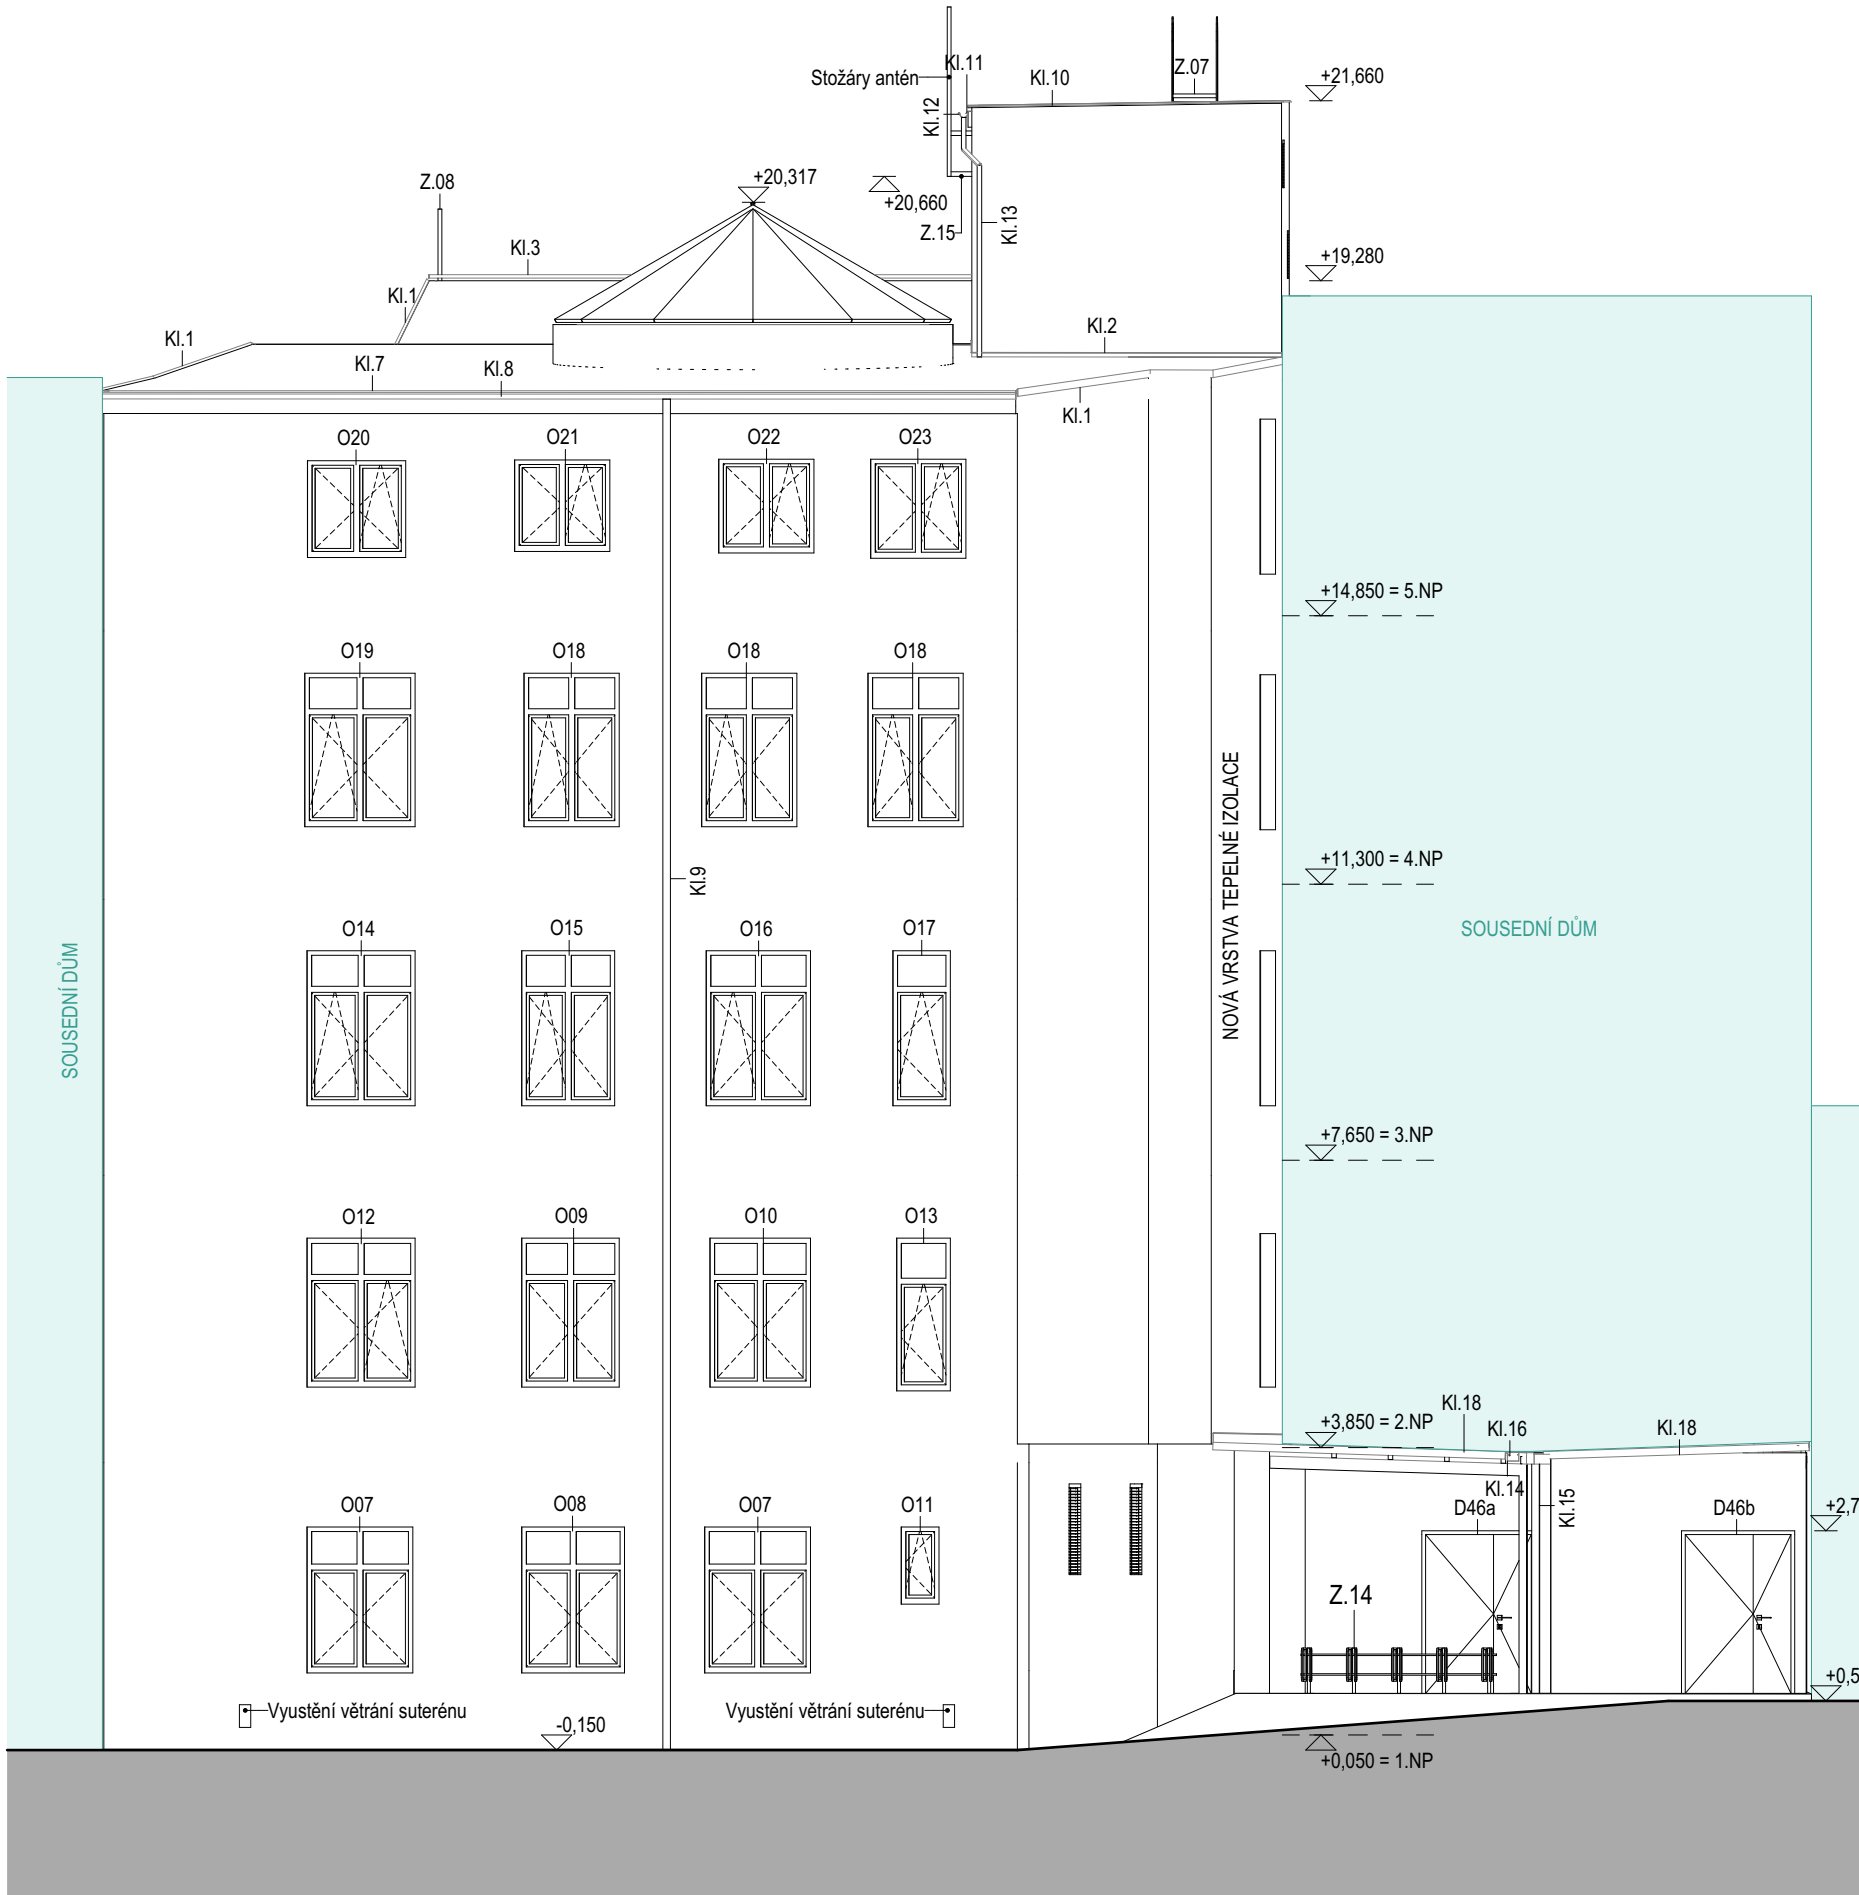 Kl.11
Z.07
Stožáry antén
Kl.10
+21,660
Kl.12
Z.08
+20,317
+20,660
Z.15
Kl.13
Kl.3
+19,280
Kl.1
Kl.1
Kl.7
Kl.8
Kl.2
Kl.1
O20
O21
O22
O23
+14,850 = 5.NP
O19
O18
O18
O18
NOVÁ VRSTVA TEPELNÉ IZOLACE
+11,300 = 4.NP
Kl.9
O14
O15
O16
O17
SOUSEDNÍ DŮM
SOUSEDNÍ DŮM
+7,650 = 3.NP
O12
O09
O10
O13
+3,850 = 2.NP
Kl.18
Kl.16
Kl.18
Kl.14
Kl.15
O07
O08
O07
O11
D46a
D46b
+2,7
Z.14
+0,5
Vyustění větrání suterénu
Vyustění větrání suterénu
-0,150
+0,050 = 1.NP